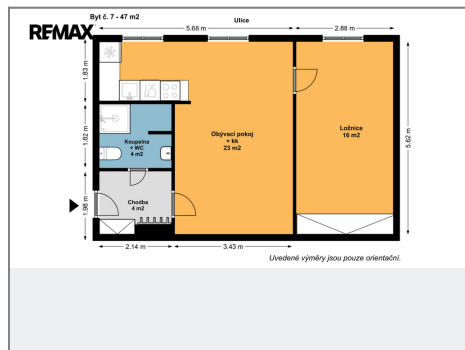 Byt č. 7 - 47 m2
Ulice
RE/MAX
5.68 m
2.88 m
1.83 m
1.82 m
1.98 m
5.62 m
Obývací pokoj
+ kk
23 m2
Ložnice
16 m2
Koupelna
+ WC
4 m2
Chodba
4 m2
2.14 m
3.43 m
Uvedené výměry jsou pouze orientační.